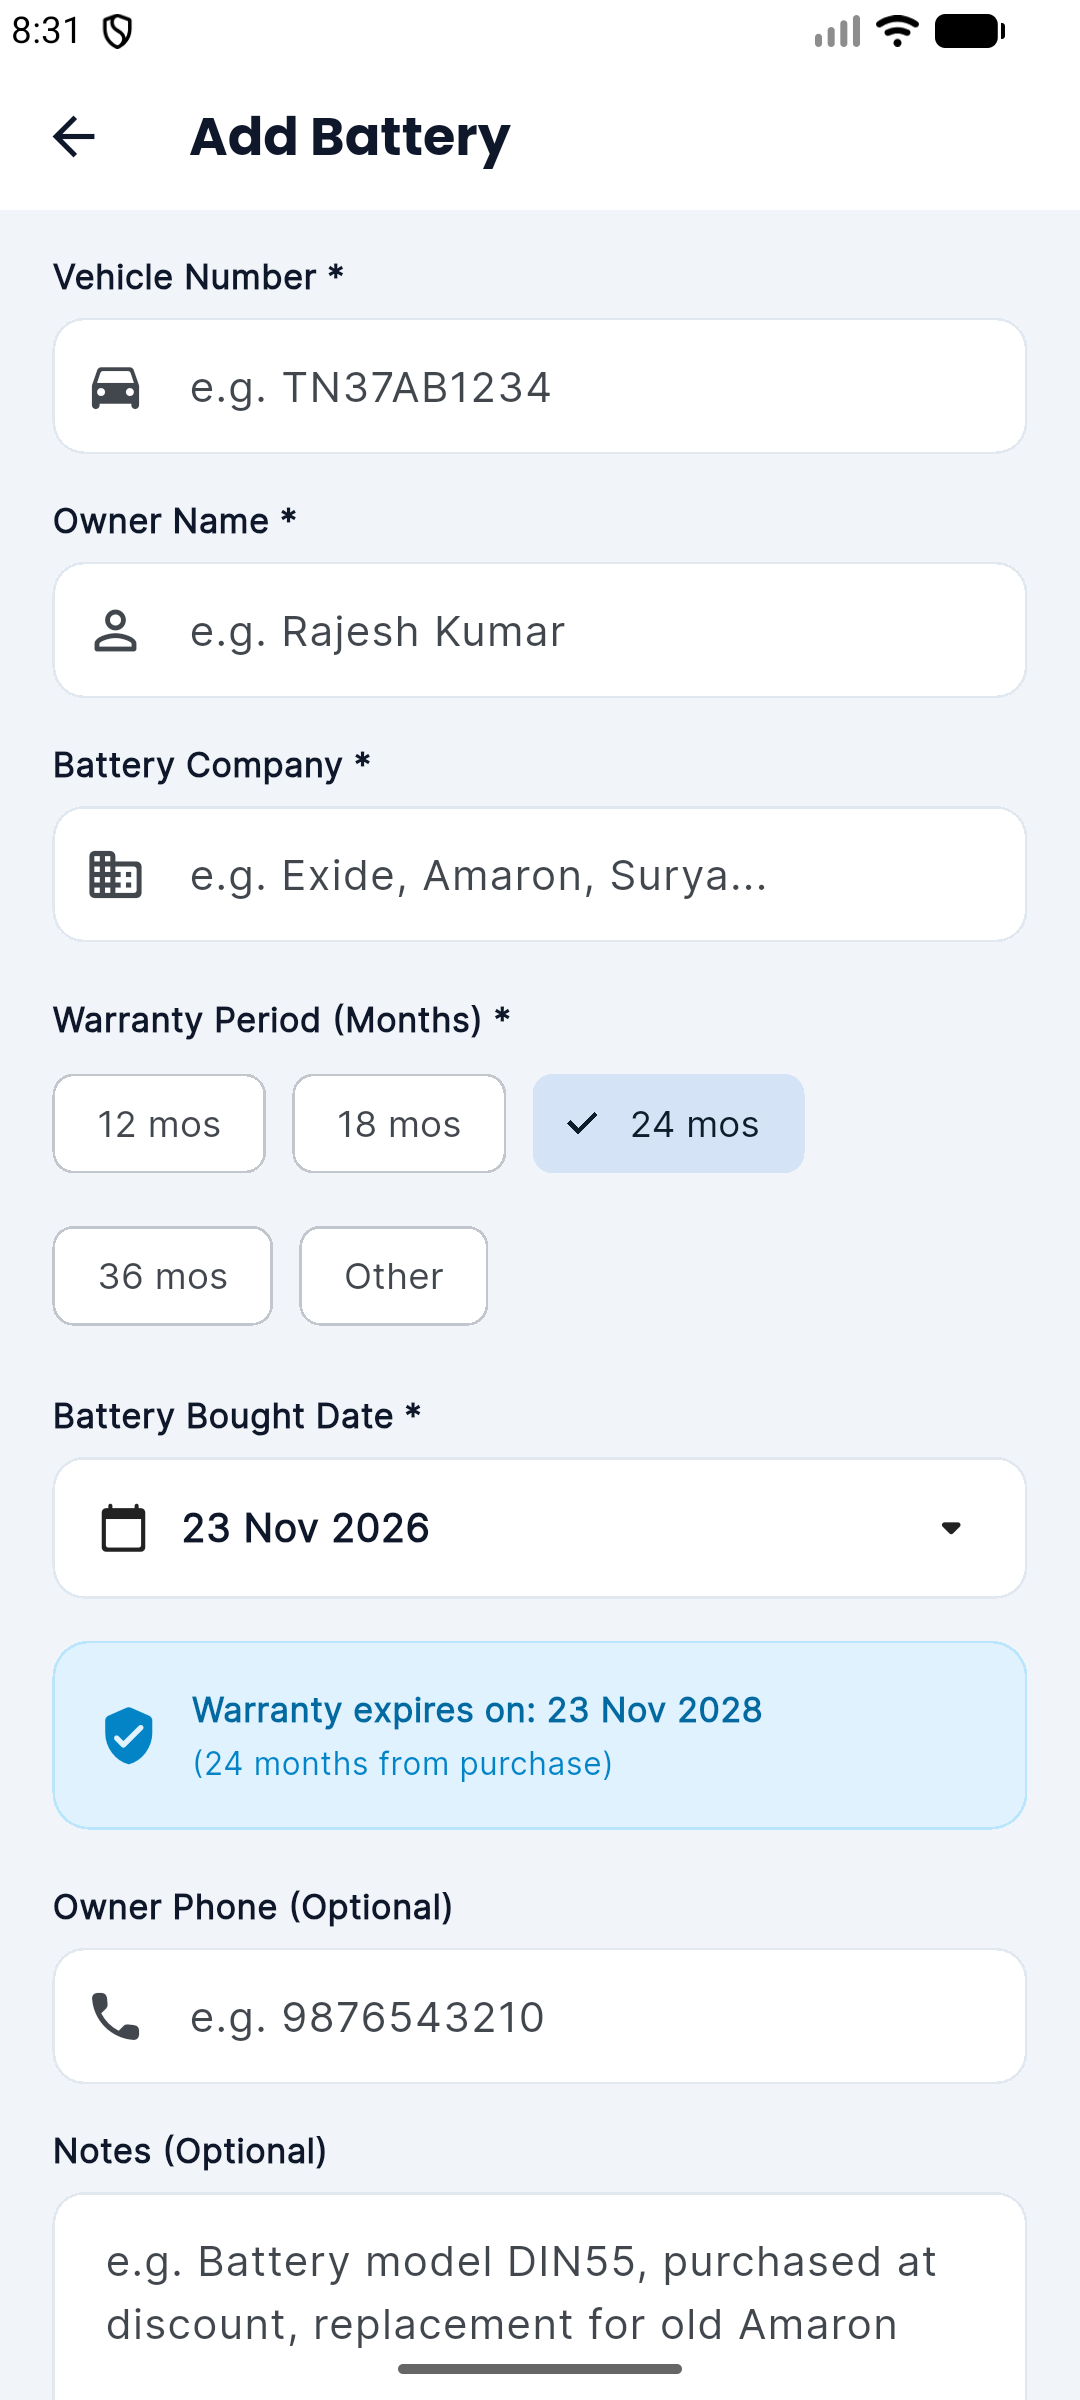 8:31
Add Battery
Vehicle Number *
e.g. TN37AB1234
Owner Name *
e.g. Rajesh Kumar
Battery Company *
e.g. Exide, Amaron, Surya...
Warranty Period (Months) *
12 mos
18 mos
24 mos
36 mos
Other
Battery Bought Date *
23 Nov 2026
Warranty expires on: 23 Nov 2028
(24 months from purchase)
Owner Phone (Optional)
e.g. 9876543210
Notes (Optional)
e.g. Battery model DIN55, purchased at
discount, replacement for old Amaron